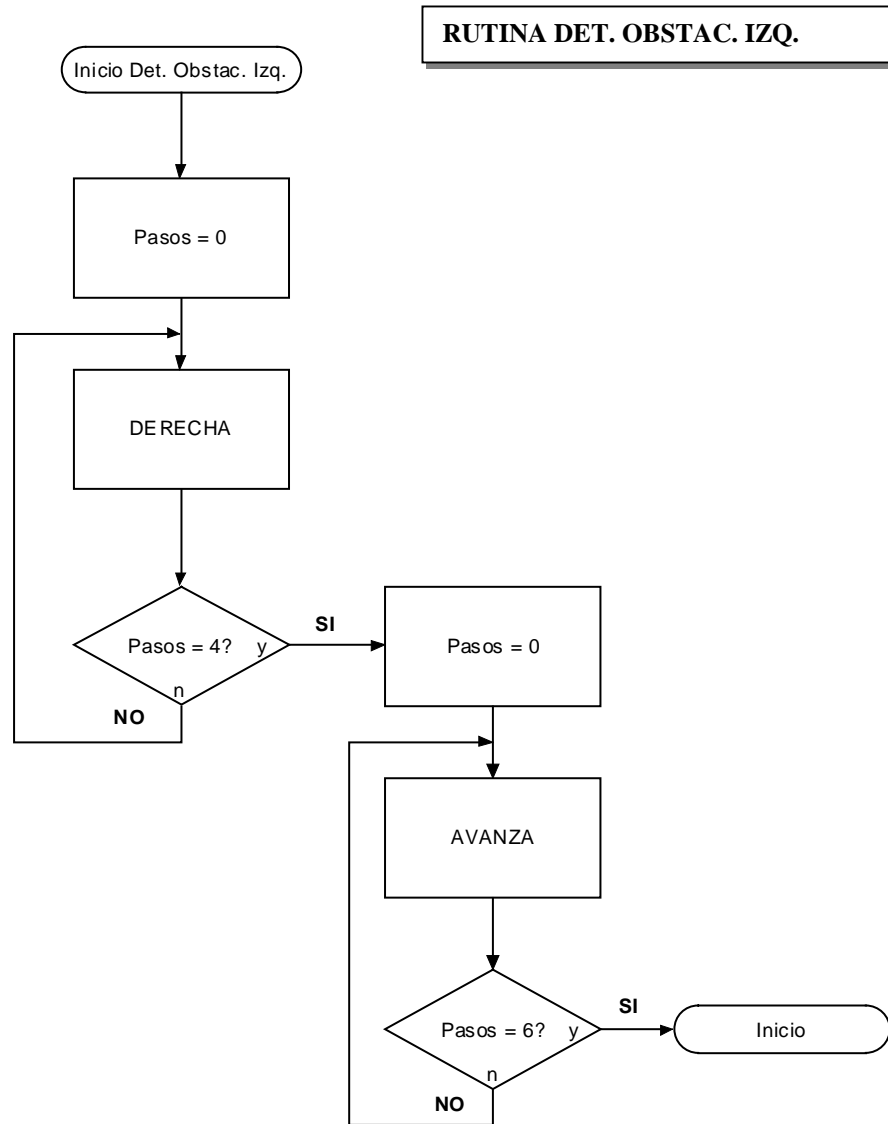 RUTINA DET. OBSTAC. IZQ.
Inicio Det. Obstac. Izq.
Pasos = 0
DERECHA
Pasos = 4?
y
n
SI
NO
Pasos = 0
AVANZA
Pasos = 6?
y
n
SI
NO
Inicio